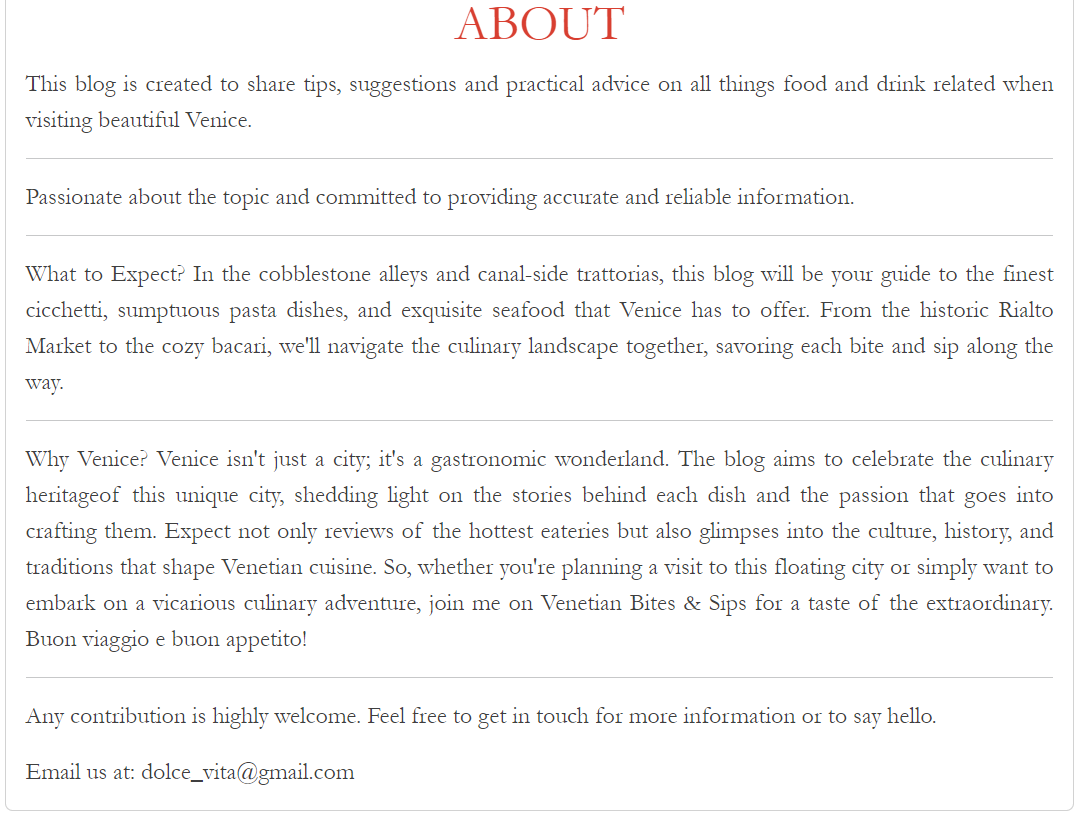 ABOUT
This blog is created to share tips, suggestions and practical advice on all things food and drink related when
visiting beautiful Venice.
Passionate about the topic and committed to providing accurate and reliable information.
What to Expect? In the cobblestone alleys and canal-side trattorias, this blog will be your guide to the finest
cicchetti, sumptuous pasta dishes, and exquisite seafood that Venice has to offer. From the historic Rialto
Market to the cozy bacari, we'll navigate the culinary landscape together, savoring each bite and sip along the
way.
Why Venice? Venice isn't just a city; it's a gastronomic wonderland. The blog aims to celebrate the culinary
heritageof this unique city, shedding light on the stories behind each dish and the passion that goes into
crafting them. Expect not only reviews of the hottest eateries but also glimpses into the culture, history, and
traditions that shape Venetian cuisine. So, whether you're planning a visit to this floating city or simply want to
embark on a vicarious culinary adventure, join me on Venetian Bites & Sips for a taste of the extraordinary.
Buon viaggio e buon appetito!
Any contribution is highly welcome. Feel free to get in touch for more information or to say hello.
Email us at: dolce_vita@gmail.com